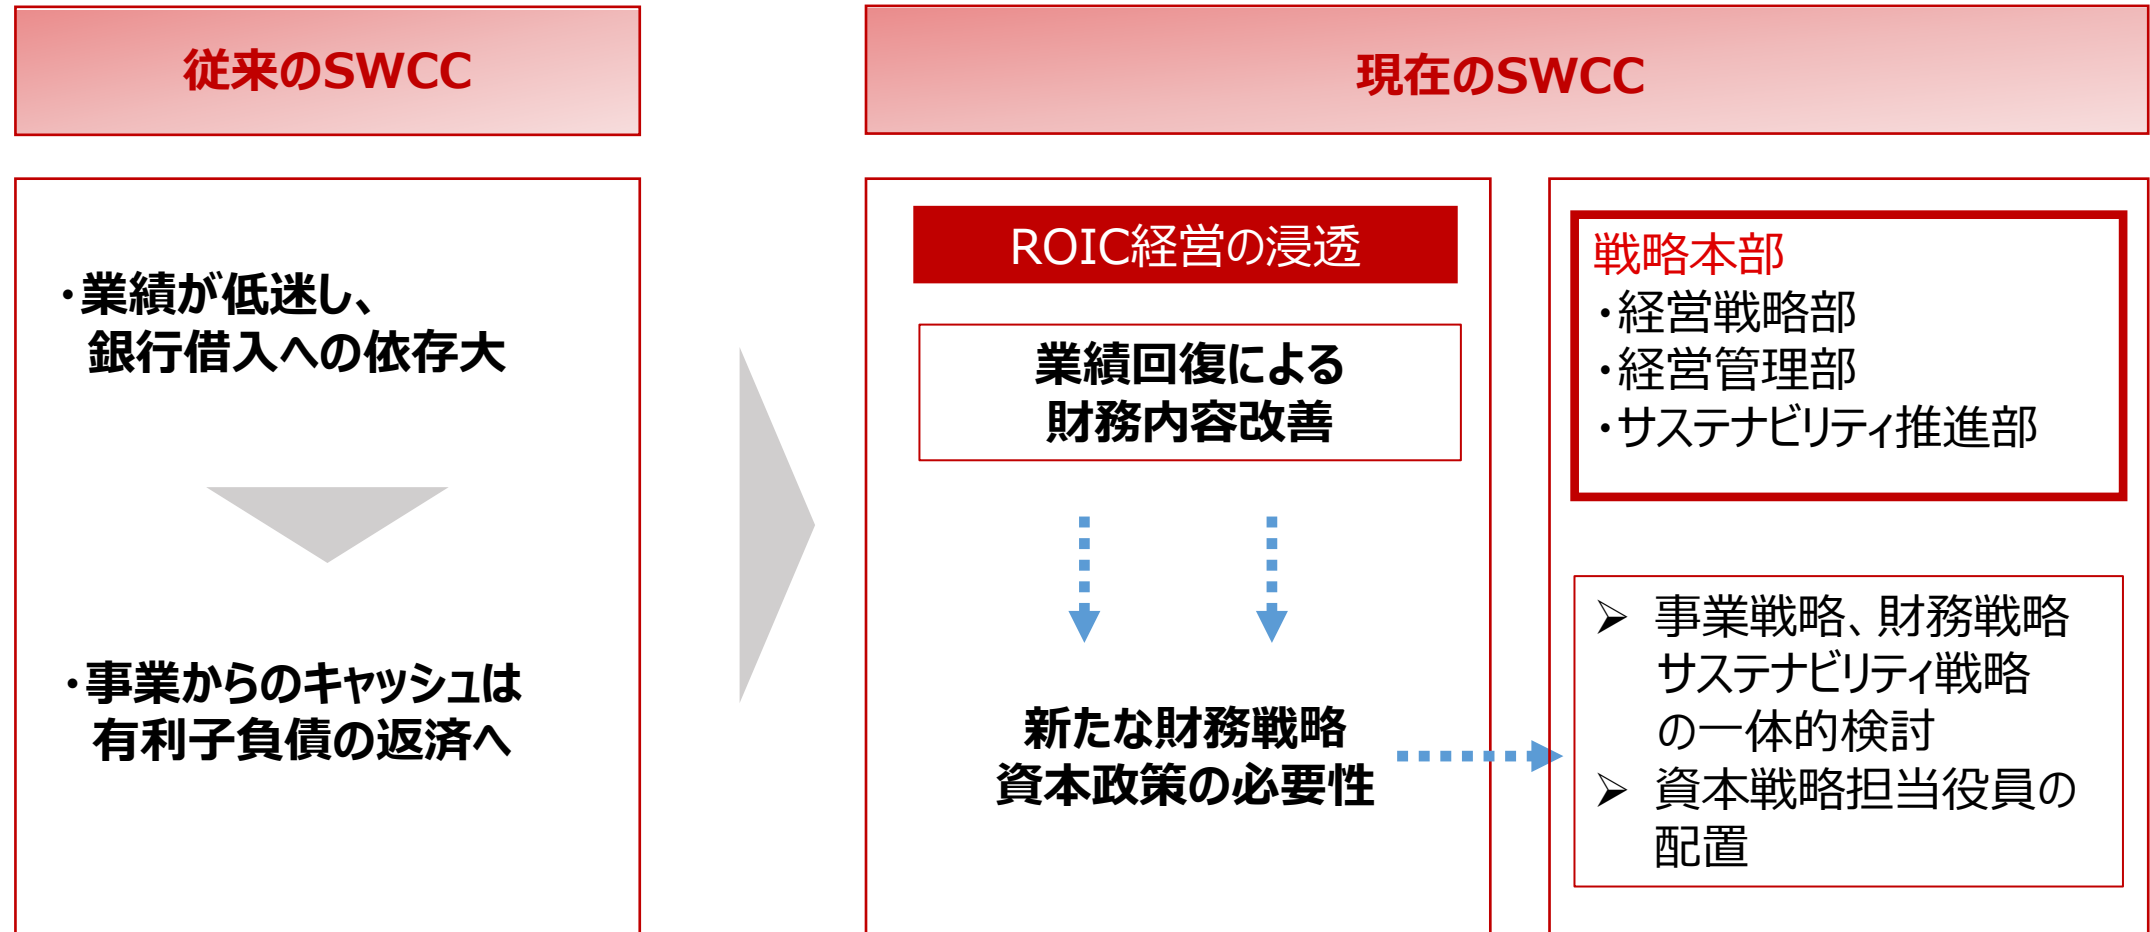 従来のSWCC
現在のSWCC
・業績が低迷し、
銀行借入への依存大
・事業からのキャッシュは
有利子負債の返済へ
ROIC経営の浸透
業績回復による
財務内容改善
新たな財務戦略
資本政策の必要性
戦略本部
・経営戦略部
・経営管理部
・サステナビリティ推進部
➢ 事業戦略、財務戦略
サステナビリティ戦略
の一体的検討
➢ 資本戦略担当役員の
配置